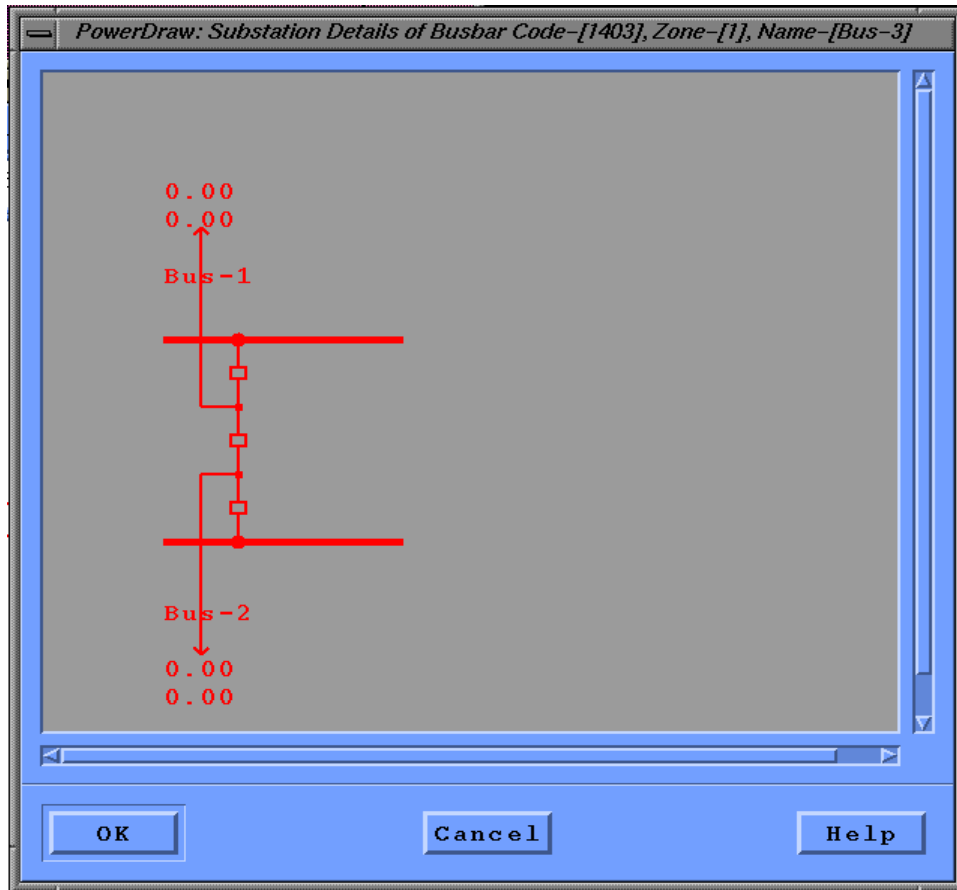 PowerDraw: Substation Details of Busbar Code-[1403], Zone-[1], Name-[Bus-3]
0.00
0.00
Bus-1
Bus-2
0.00
0.00
OK Cancel Help